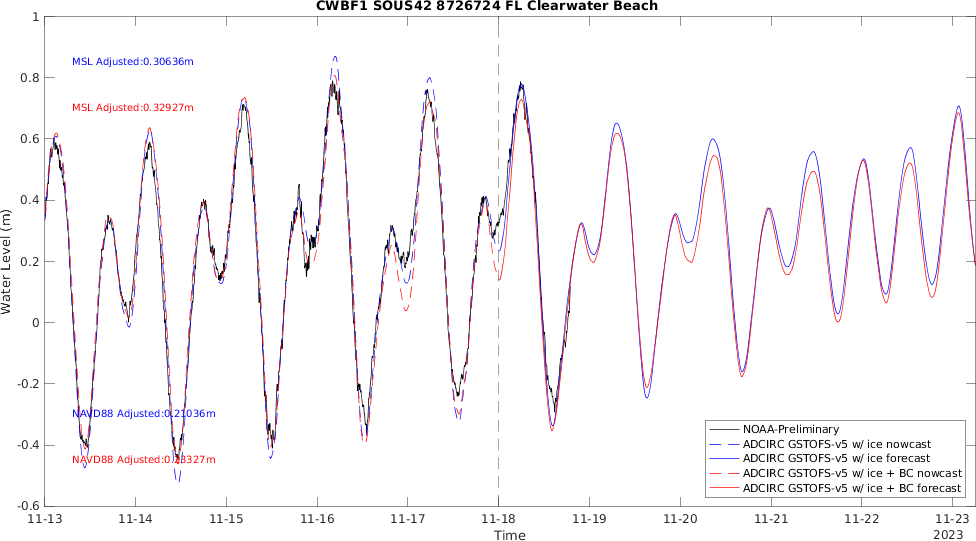 CWBF1 SOUS42 8726724 FL Clearwater Beach
1
0.8
0.6
0.4
0.2
0
-0.2
-0.4
-0.6
Water Level (m)
MSL Adjusted:0.30636m
MSL Adjusted:0.32927m
NAVD88 Adjusted:0.21036m
NAVD88 Adjusted:0.23327m
NOAA-Preliminary
ADCIRC GSTOFS-v5 w/ ice nowcast
ADCIRC GSTOFS-v5 w/ ice forecast
ADCIRC GSTOFS-v5 w/ ice + BC nowcast
ADCIRC GSTOFS-v5 w/ ice + BC forecast
11-13 11-14 11-15 11-16 11-17 11-18 11-19 11-20 11-21 11-22 11-23
Time
2023